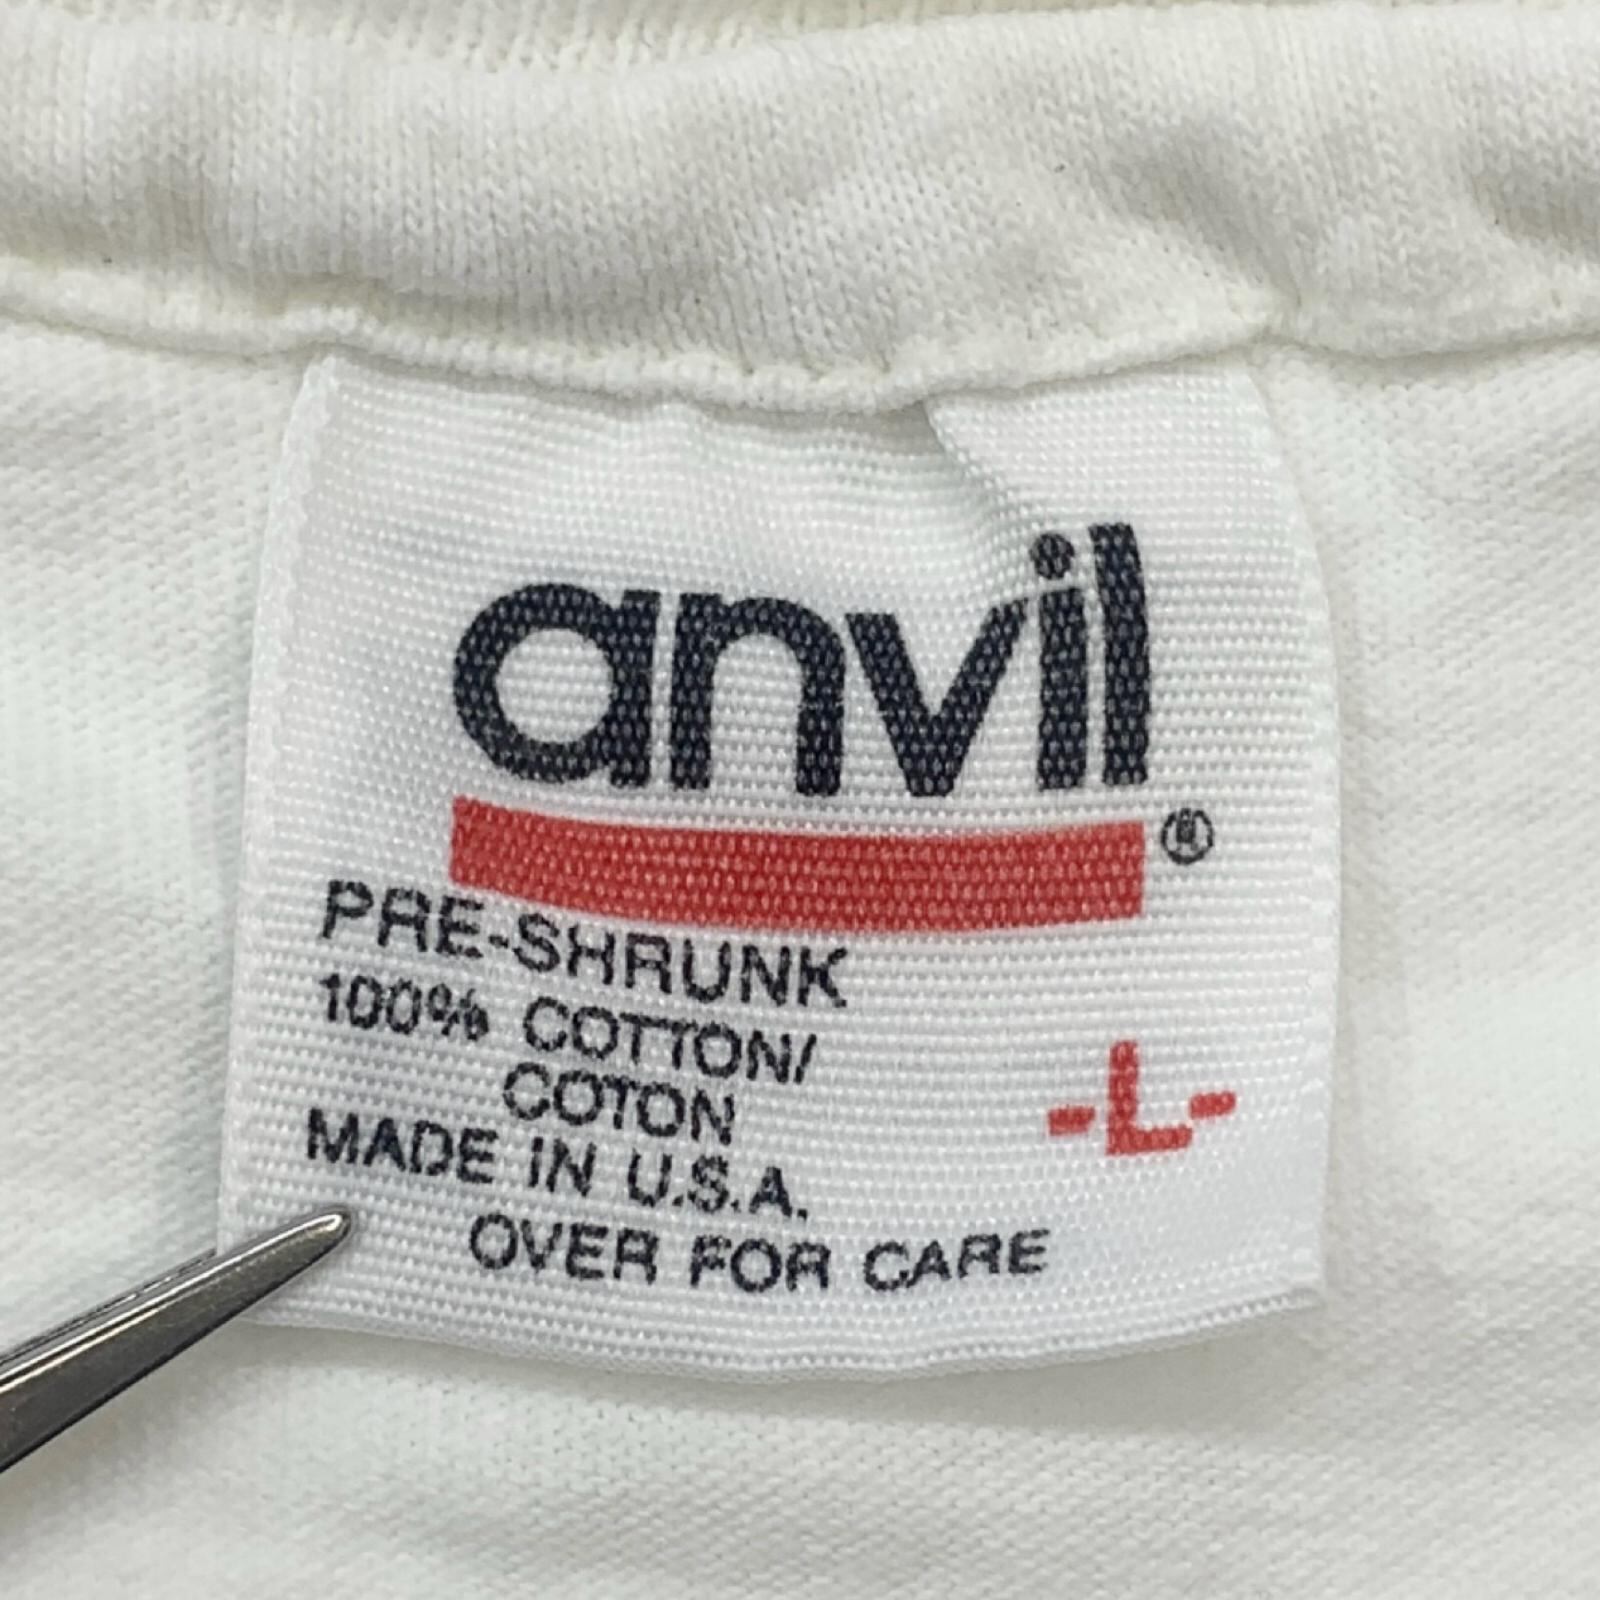 anvil®
PRE-SHRUNK
100% COTTON/
COTON
-L-
MADE IN U.S.A.
OVER FOR CARE